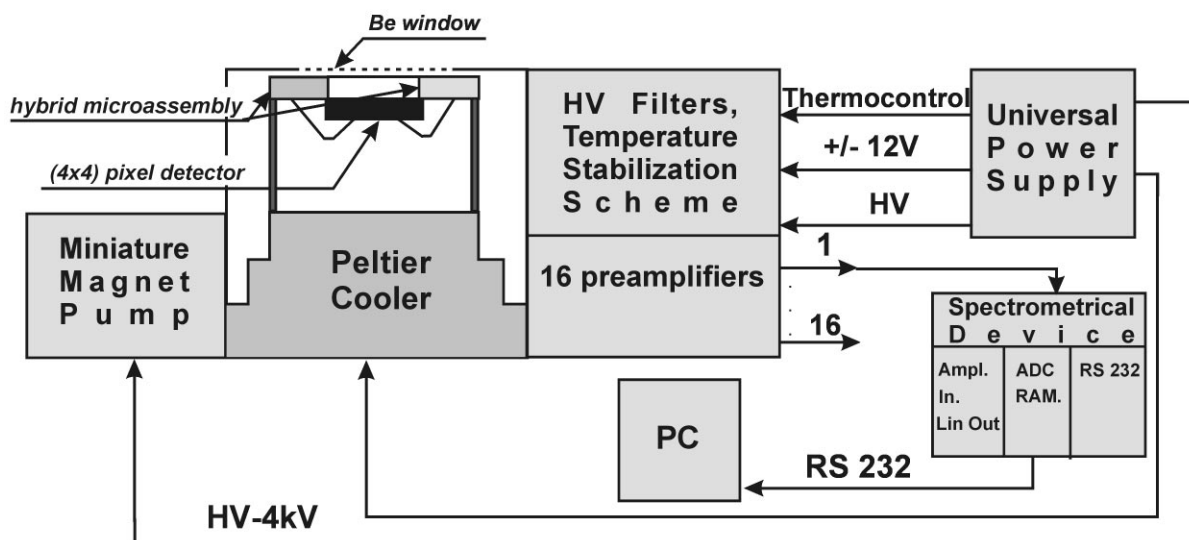 Be window
hybrid microassembly
(4x4) pixel detector
Miniature
Magnet
Pump
Peltier
Cooler
HV Filters,
Temperature
Stabilization
Scheme
16 preamplifiers
Thermocontrol
+/- 12V
HV
Universal
Power
Supply
1
16
Spectrometrical
Device
Ampl.
In.
Lin Out
ADC
RAM.
RS 232
PC
RS 232
HV-4kV